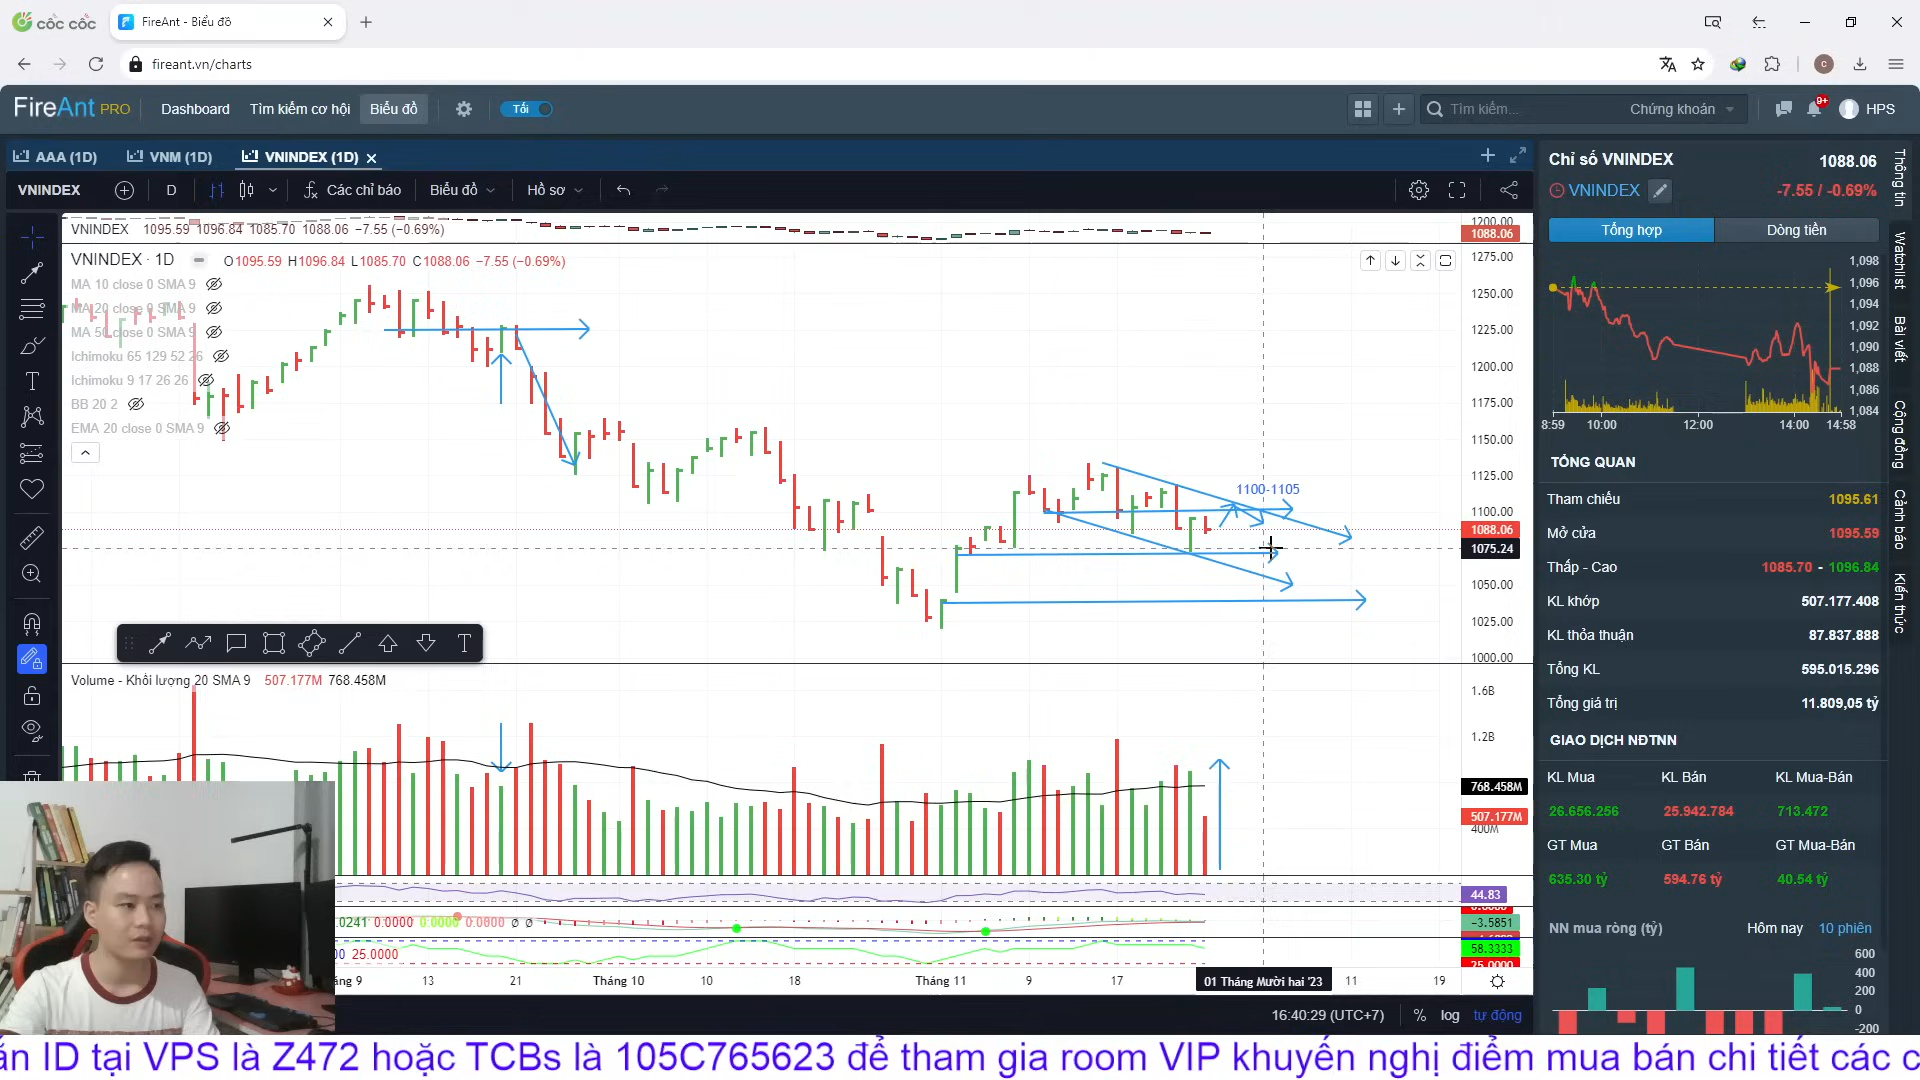 cốc cốc
FireAnt - Biểu đồ
fireant.vn/charts
C
FireAnt PRO
Dashboard
Tìm kiếm cơ hội
Biểu đồ
Tối
Tìm kiếm...
Chứng khoán
9+
HPS
AAA (1D)
VNM (1D)
VNINDEX (1D)
VNINDEX
D
Các chỉ báo
Biểu đồ
Hồ sơ
VNINDEX 1095.59 1096.84 1085.70 1088.06 −7.55 (−0.69%)
VNINDEX · 1D O1095.59 H1096.84 L1085.70 C1088.06 −7.55 (−0.69%)
MA 10 close 0 SMA 9
MA 20 close 0 SMA 9
MA 50 close 0 SMA 9
Ichimoku 65 129 52 26
Ichimoku 9 17 26 26
BB 20 2
EMA 20 close 0 SMA 9
1100-1105
1200.00
1088.06
1275.00
1250.00
1225.00
1200.00
1175.00
1150.00
1125.00
1100.00
1088.06
1075.24
1050.00
1025.00
1000.00
Volume - Khối lượng 20 SMA 9 507.177M 768.458M
1.6B
1.2B
768.458M
507.177M
400M
44.83
.0241 0.0000 0.0000 0.0800 ∅ ∅
−3.5851
00 25.0000
58.3333
25.0000
áng 9
13
21
Tháng 10
10
18
Tháng 11
9
17
01 Tháng Mười hai '23
11
19
16:40:29 (UTC+7)
%
log
tự động
Chỉ số VNINDEX
1088.06
VNINDEX
-7.55 / -0.69%
Tổng hợp
Dòng tiền
1,098
1,096
1,094
1,092
1,090
1,088
1,086
1,084
8:59
10:00
12:00
14:00
14:58
TỔNG QUAN
Tham chiếu 1095.61
Mở cửa 1095.59
Thấp - Cao 1085.70 - 1096.84
KL khớp 507.177.408
KL thỏa thuận 87.837.888
Tổng KL 595.015.296
Tổng giá trị 11.809,05 tỷ
GIAO DỊCH NĐTNN
KL Mua KL Bán KL Mua-Bán
26.656.256 25.942.784 713.472
GT Mua GT Bán GT Mua-Bán
635.30 tỷ 594.76 tỷ 40.54 tỷ
NN mua ròng (tỷ) Hôm nay 10 phiên
600
400
200
0
-200
Thông tin
Watchlist
Bài viết
Cộng đồng
Cảnh báo
Kiến thức
ắn ID tại VPS là Z472 hoặc TCBs là 105C765623 để tham gia room VIP khuyến nghị điểm mua bán chi tiết các c